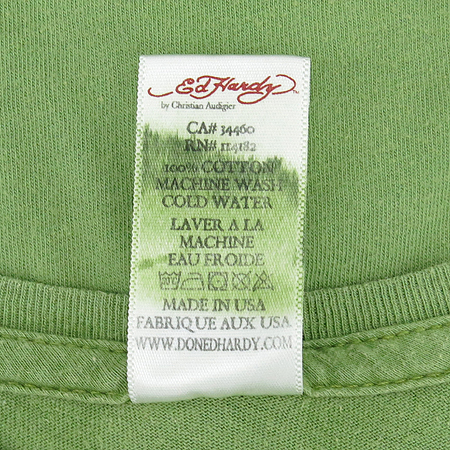 Ed Hardy™
by Christian Audigier
CA# 34460
RN# 114182
100% COTTON
MACHINE WASH
COLD WATER
LAVER A LA
MACHINE
EAU FROIDE
MADE IN USA
FABRIQUE AUX USA
WWW.DONEDHARDY.COM